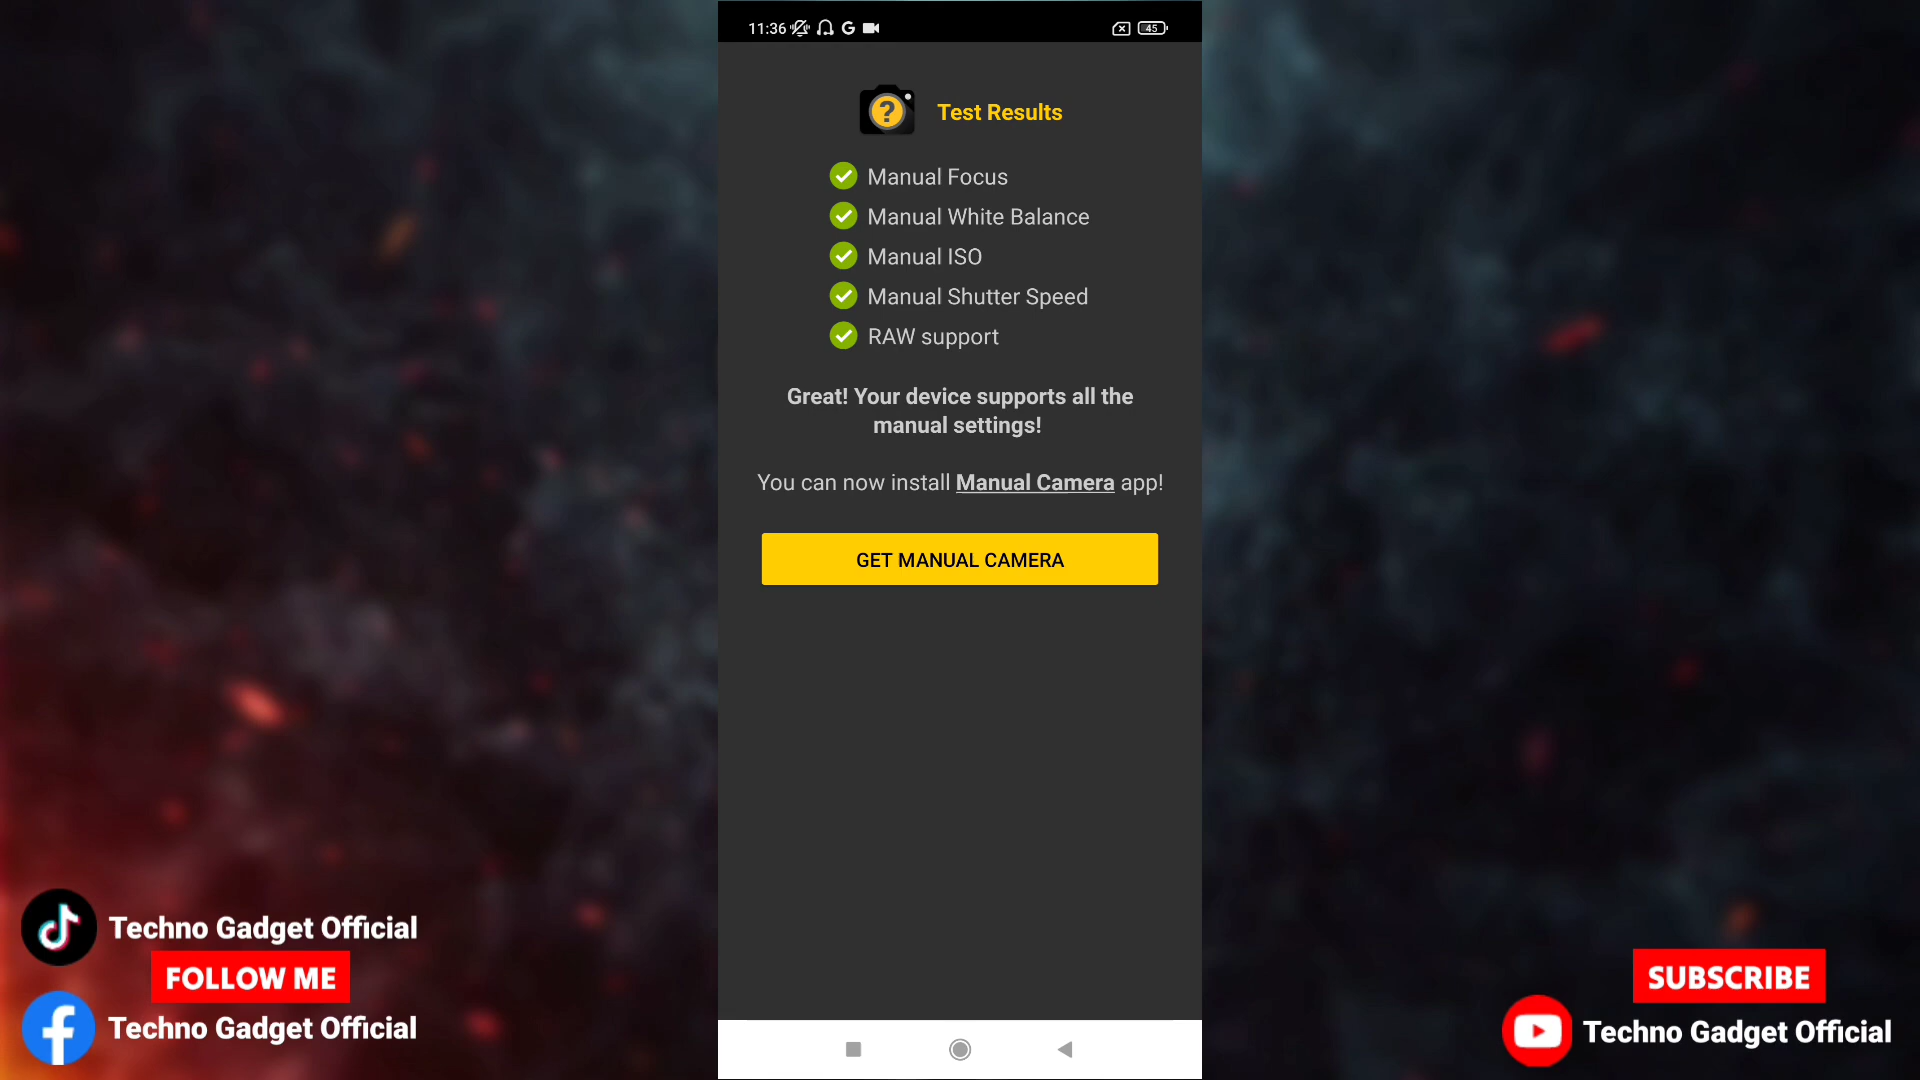 11:36
45
Test Results
Manual Focus
Manual White Balance
Manual ISO
Manual Shutter Speed
RAW support
Great! Your device supports all the
manual settings!
You can now install Manual Camera app!
GET MANUAL CAMERA
Techno Gadget Official
FOLLOW ME
Techno Gadget Official
SUBSCRIBE
Techno Gadget Official